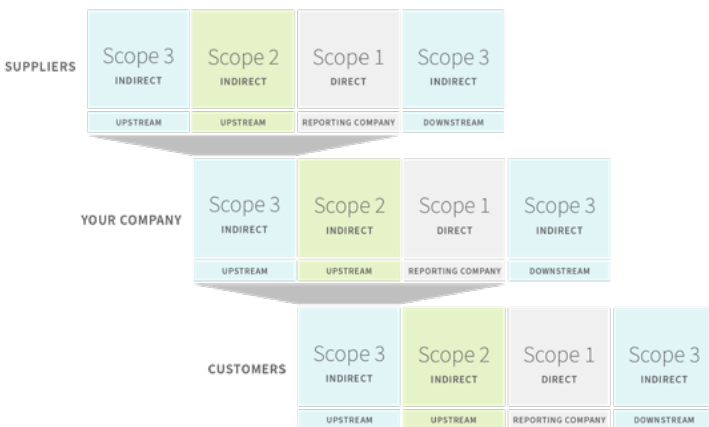 SUPPLIERS
Scope 3
INDIRECT
UPSTREAM
Scope 2
INDIRECT
UPSTREAM
Scope 1
DIRECT
REPORTING COMPANY
Scope 3
INDIRECT
DOWNSTREAM
YOUR COMPANY
Scope 3
INDIRECT
UPSTREAM
Scope 2
INDIRECT
UPSTREAM
Scope 1
DIRECT
REPORTING COMPANY
Scope 3
INDIRECT
DOWNSTREAM
CUSTOMERS
Scope 3
INDIRECT
UPSTREAM
Scope 2
INDIRECT
UPSTREAM
Scope 1
DIRECT
REPORTING COMPANY
Scope 3
INDIRECT
DOWNSTREAM